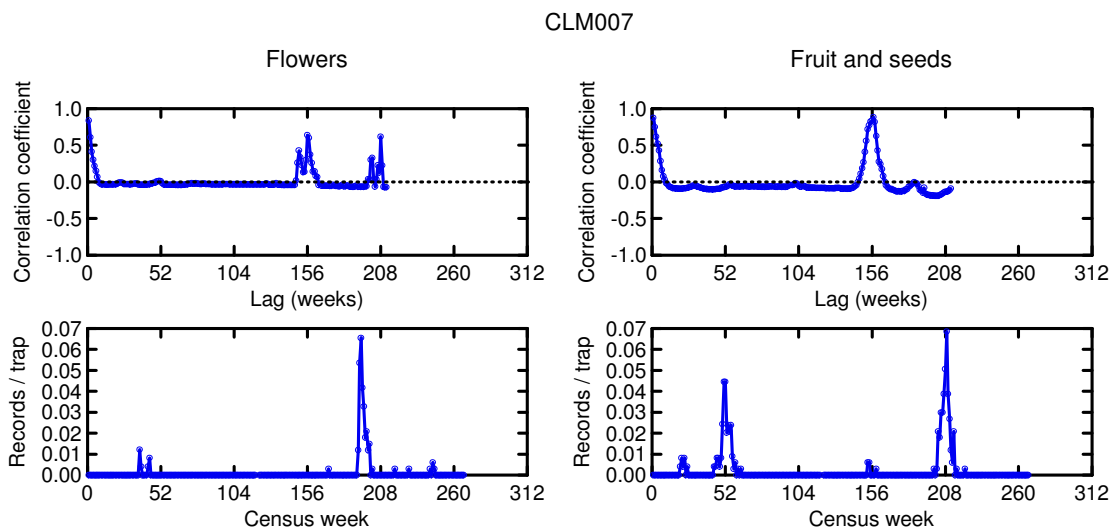 CLM007
Flowers
Fruit and seeds
Correlation coefficient
1.0
0.5
0.0
-0.5
-1.0
0 52 104 156 208 260 312
Lag (weeks)
Correlation coefficient
1.0
0.5
0.0
-0.5
-1.0
0 52 104 156 208 260 312
Lag (weeks)
Records / trap
0.07
0.06
0.05
0.04
0.03
0.02
0.01
0.00
0 52 104 156 208 260 312
Census week
Records / trap
0.07
0.06
0.05
0.04
0.03
0.02
0.01
0.00
0 52 104 156 208 260 312
Census week